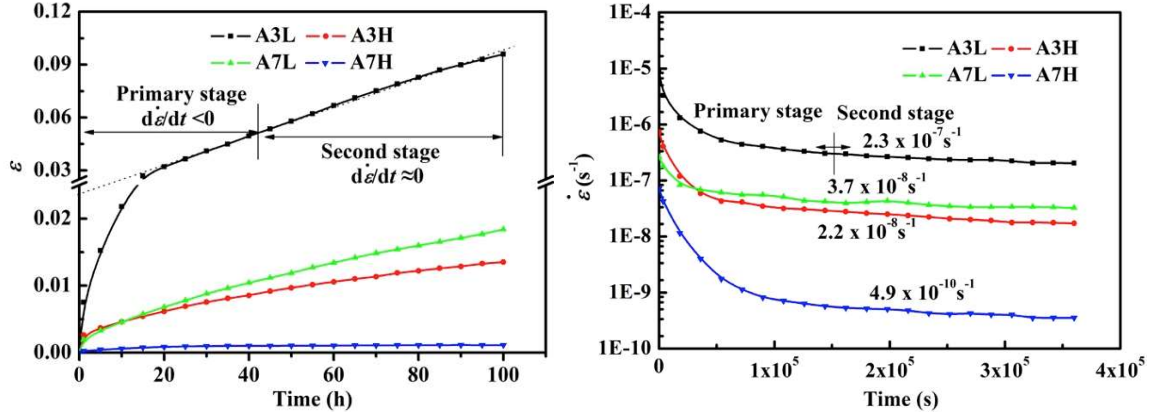 0.12
0.09
0.06
0.03
0.02
0.01
0.00
ε
A3L A3H
A7L A7H
Primary stage
dε̇/dt <0
Second stage
dε̇/dt ≈0
0 20 40 60 80 100
Time (h)
1E-4
1E-5
1E-6
1E-7
1E-8
1E-9
1E-10
ε̇ (s⁻¹)
A3L A3H
A7L A7H
Primary stage Second stage
2.3 x 10⁻⁷s⁻¹
3.7 x 10⁻⁸s⁻¹
2.2 x 10⁻⁸s⁻¹
4.9 x 10⁻¹⁰s⁻¹
0 1x10⁵ 2x10⁵ 3x10⁵ 4x10⁵
Time (s)